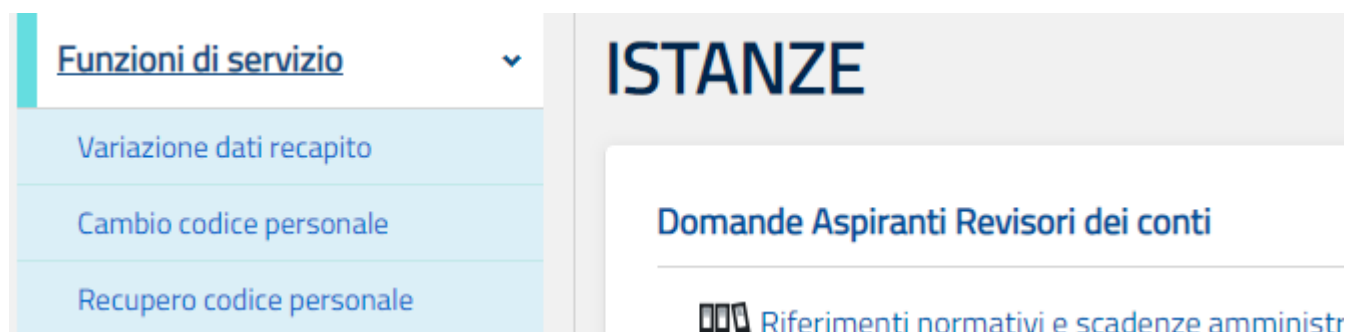 Funzioni di servizio
Variazione dati recapito
Cambio codice personale
Recupero codice personale
ISTANZE
Domande Aspiranti Revisori dei conti
Riferimenti normativi e scadenze amministr